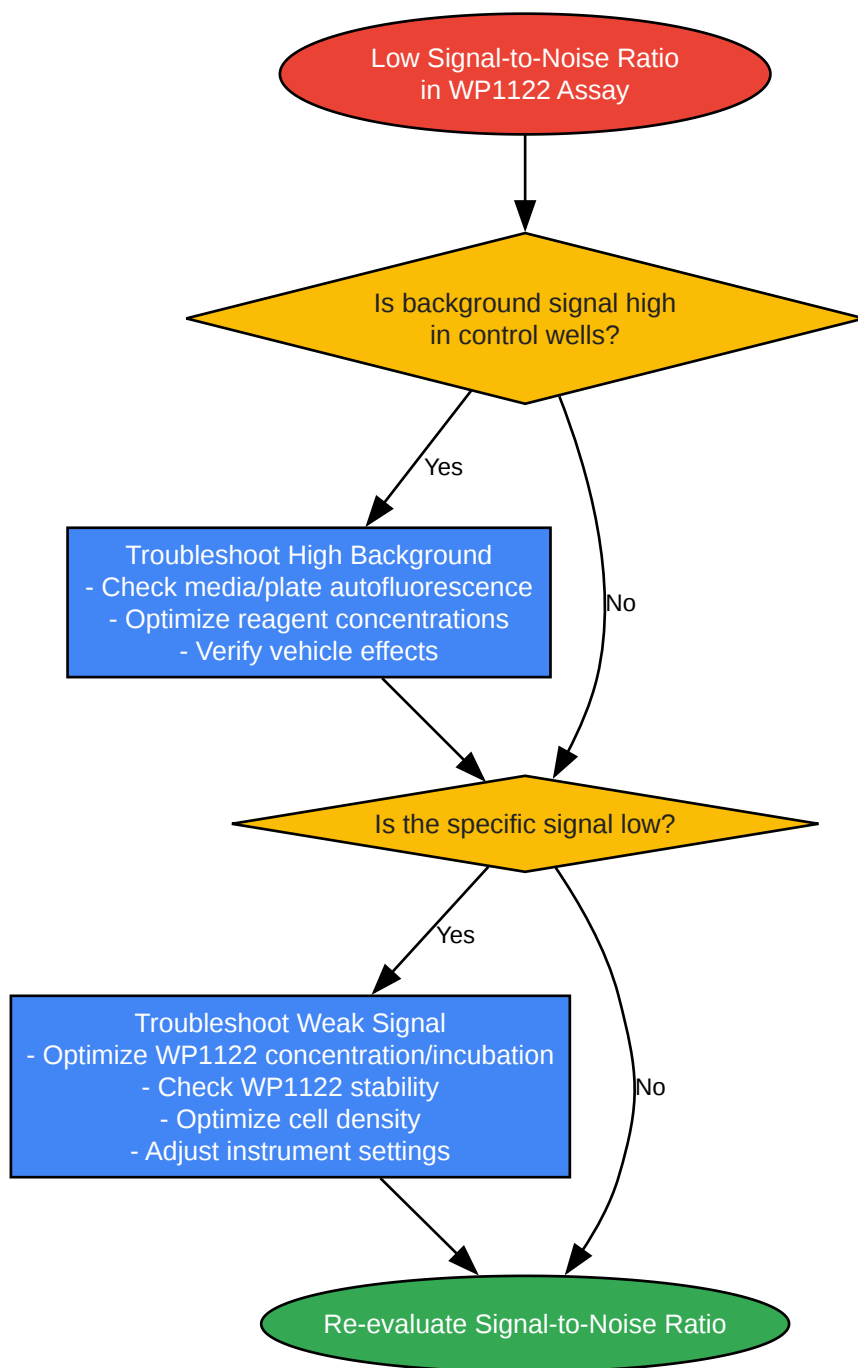 Low Signal-to-Noise Ratio
in WP1122 Assay
Is background signal high
in control wells?
Yes
No
Troubleshoot High Background
- Check media/plate autofluorescence
- Optimize reagent concentrations
- Verify vehicle effects
Is the specific signal low?
Yes
No
Troubleshoot Weak Signal
- Optimize WP1122 concentration/incubation
- Check WP1122 stability
- Optimize cell density
- Adjust instrument settings
Re-evaluate Signal-to-Noise Ratio